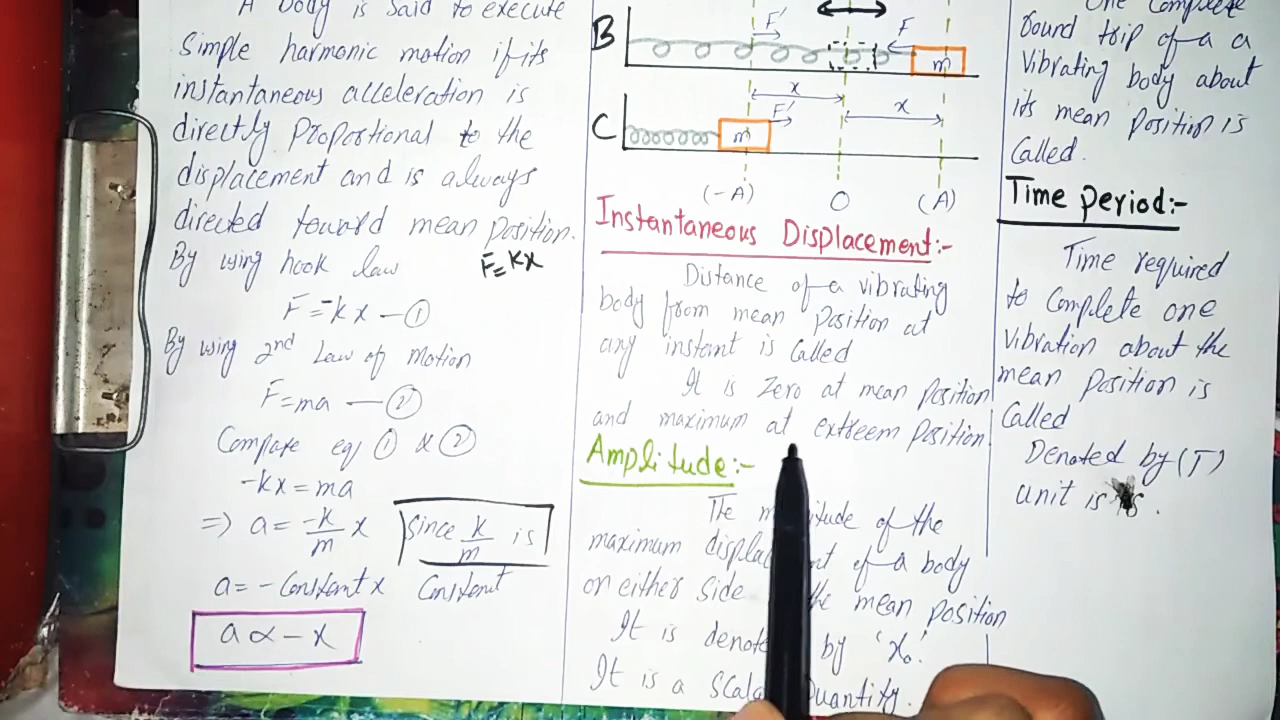 A body is said to execute
Simple harmonic motion if its
instantaneous acceleration is
directly proportional to the
displacement and is always
directed toward mean position.
By using hook law F=kx
F=-kx —①
By using 2nd Law of motion
F=ma —②
Compare eq ① x ②
-kx=ma
=> a=-k/m x
since k/m is
Constant
a=-Constant x
a ∝ - x
B
F'
F
m
x
x
C
m
F'
(-A) O (A)
Instantaneous Displacement:-
Distance of a vibrating
body from mean position at
any instant is Called
It is Zero at mean position
and maximum at extreem position.
Amplitude:-
The of the
maximum of a body
on either side the mean position
It is by 'x₀'.
It is a Quantity.
One Complete
round trip of a a
vibrating body about
its mean position is
Called.
Time period:-
Time required
to Complete one
vibration about the
mean position is
Called
Denoted by (T)
unit is